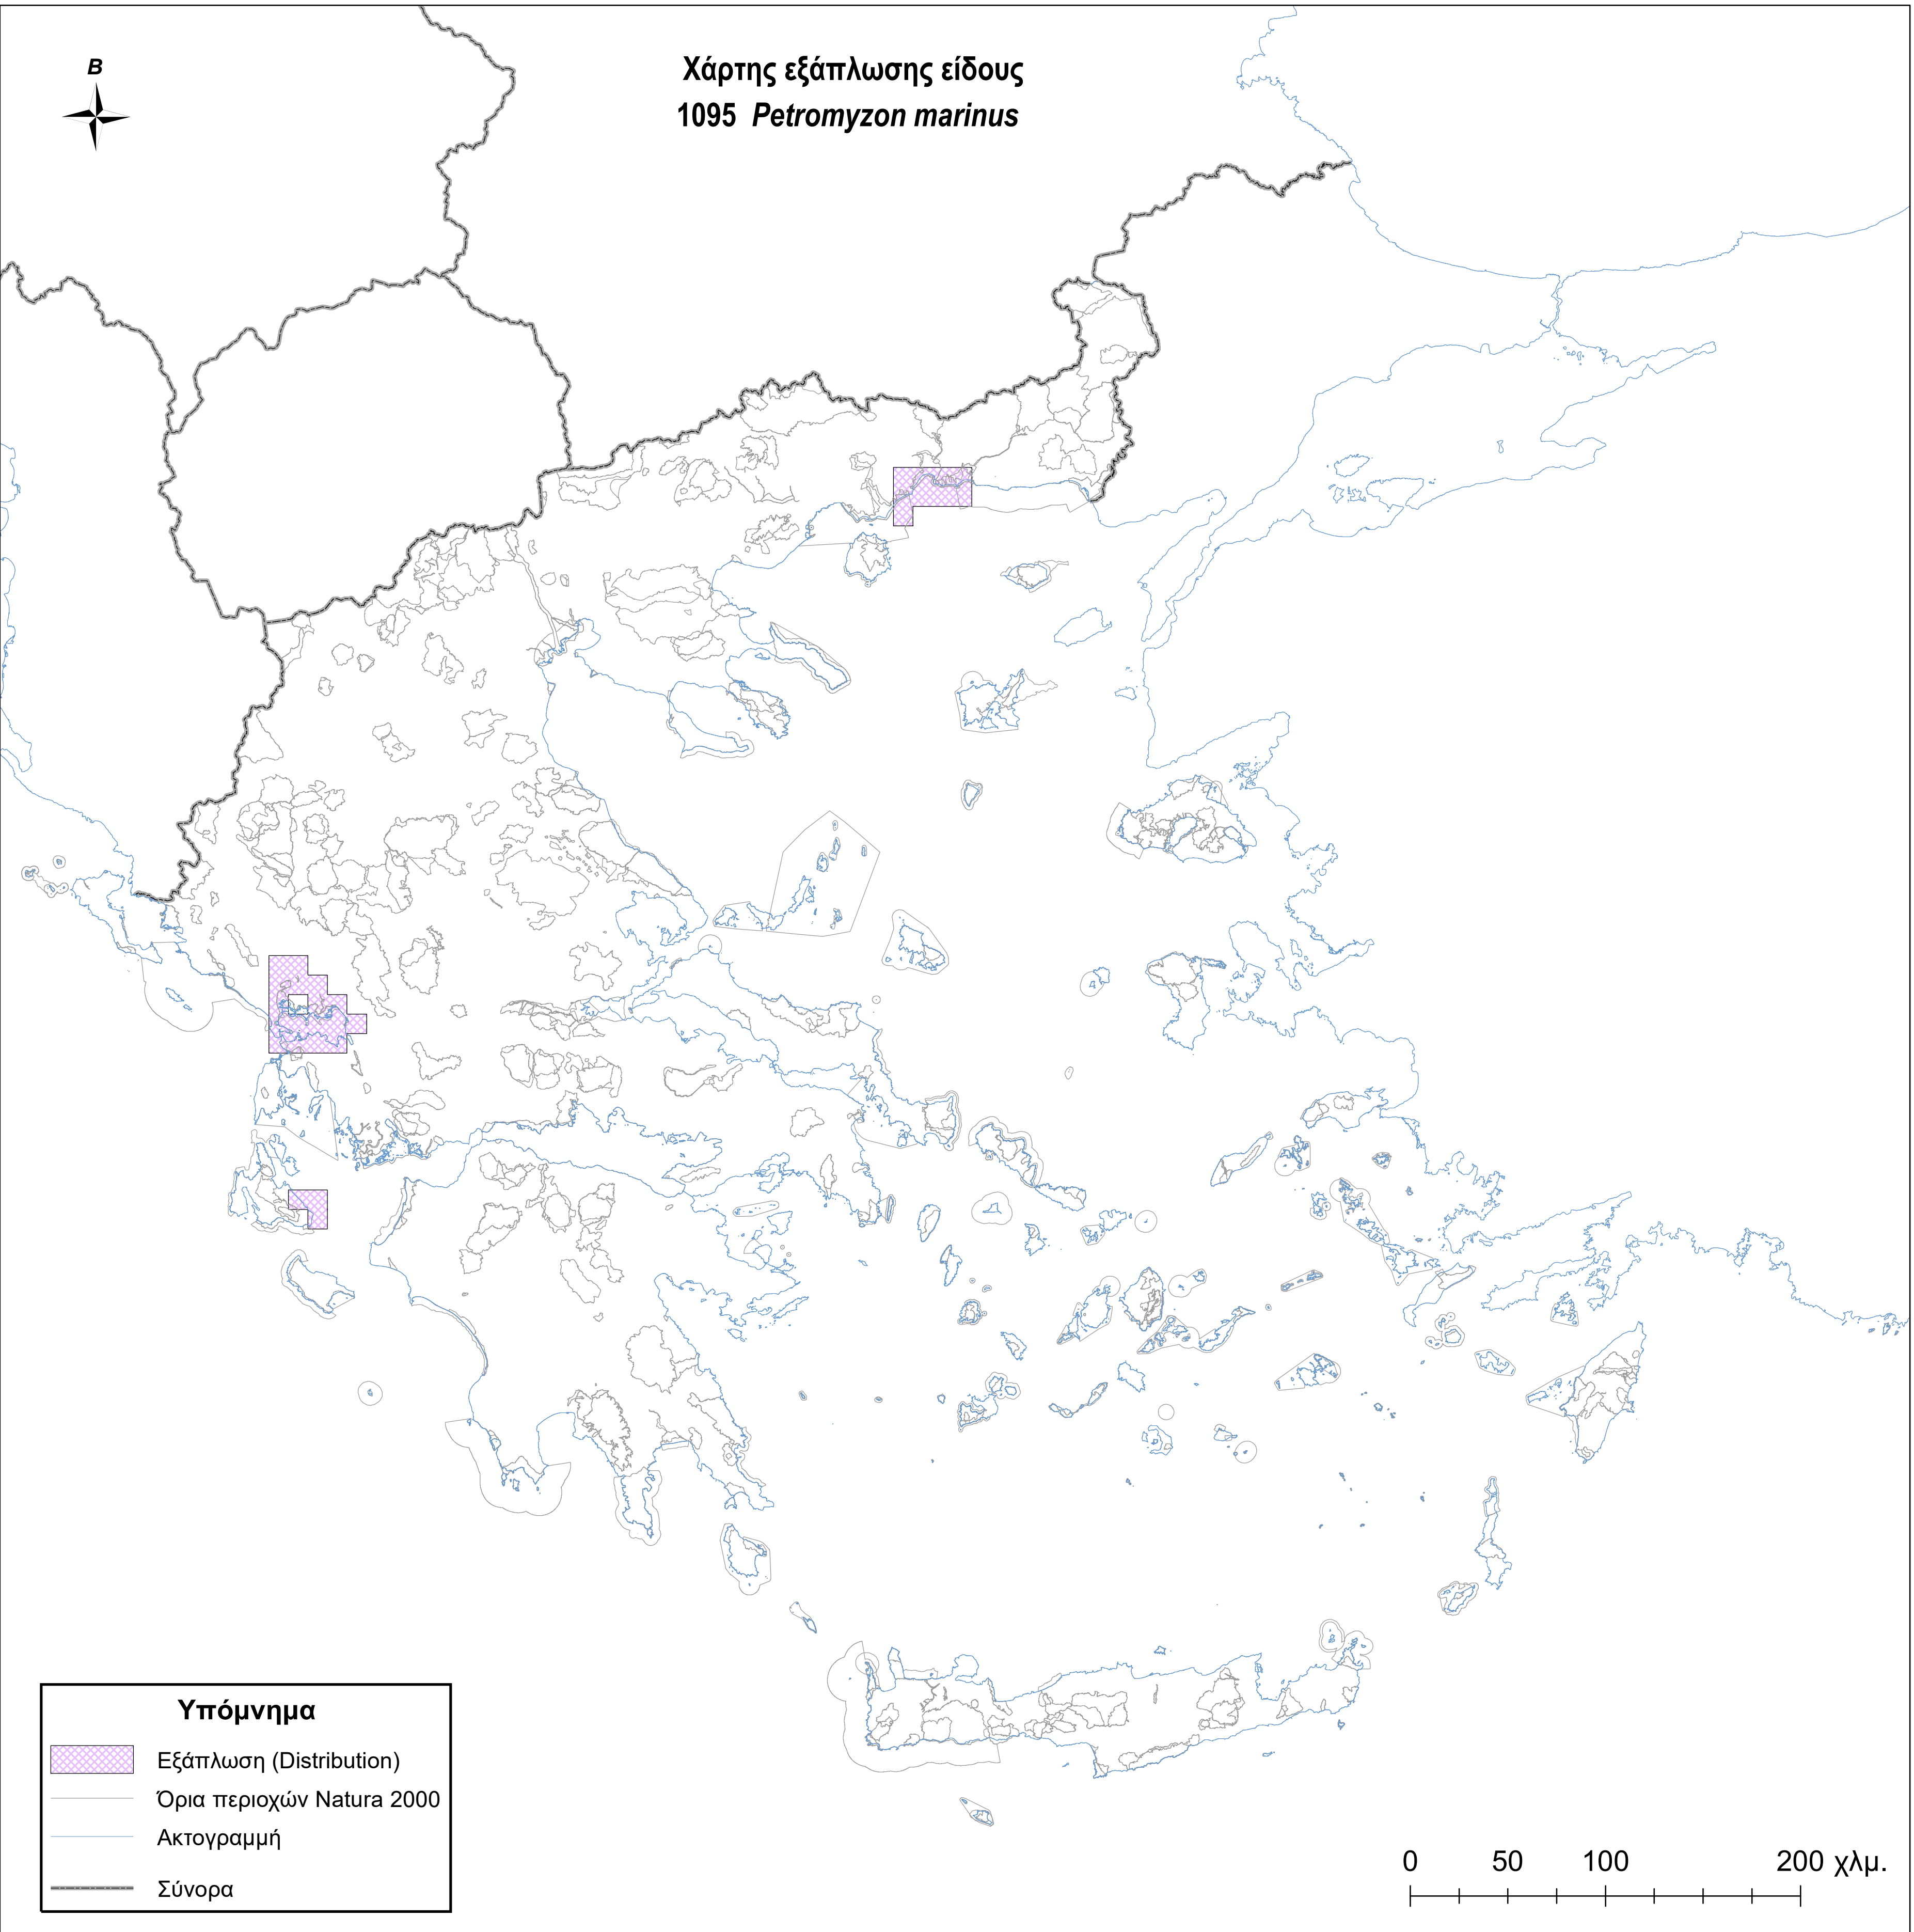 B
Χάρτης εξάπλωσης είδους
1095 Petromyzon marinus
Υπόμνημα
Εξάπλωση (Distribution)
Όρια περιοχών Natura 2000
Ακτογραμμή
Σύνορα
0 50 100 200 χλμ.